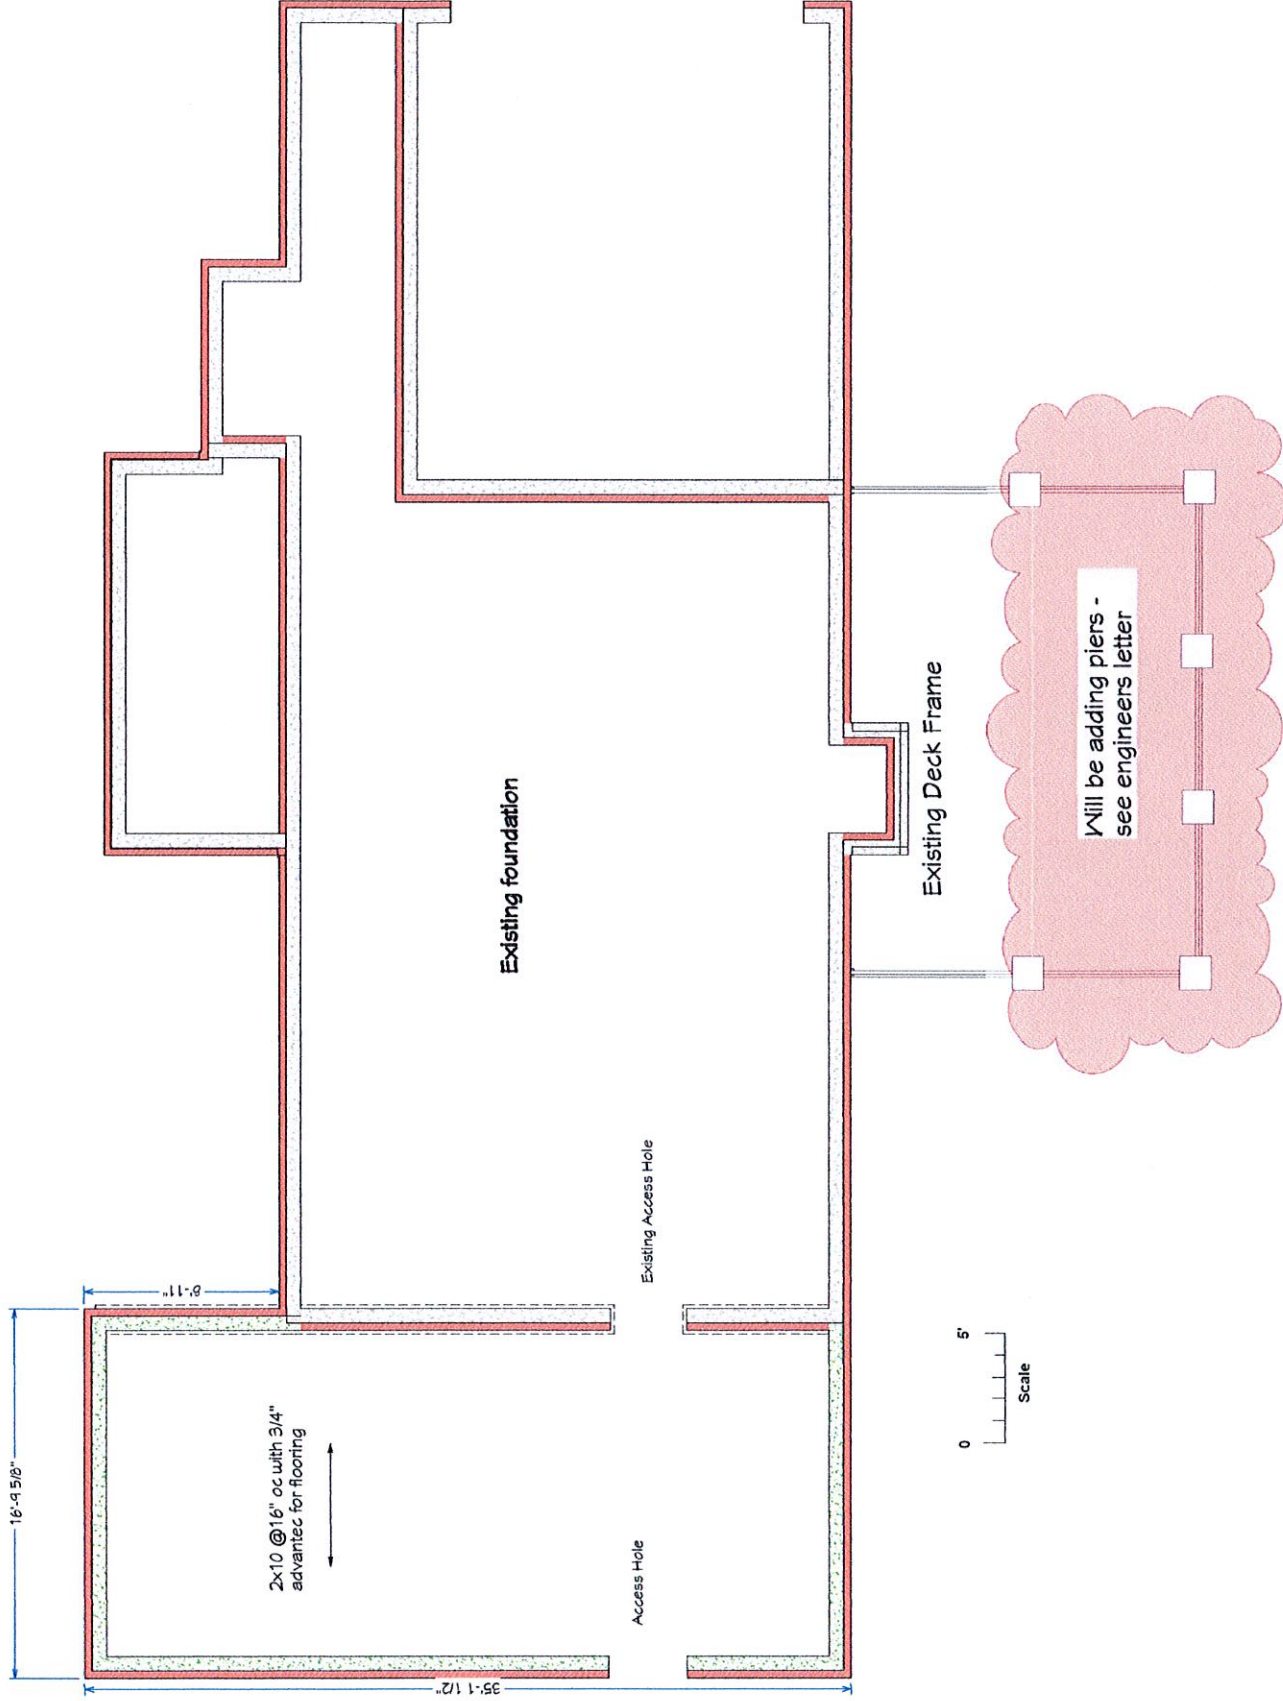 16'-9 5/8"
8'-11"
35'-1 1/2"
2x10 @16" oc with 3/4"
advantec for flooring
Access Hole
Existing Access Hole
Existing foundation
Existing Deck Frame
Will be adding piers -
see engineers letter
0 5'
Scale